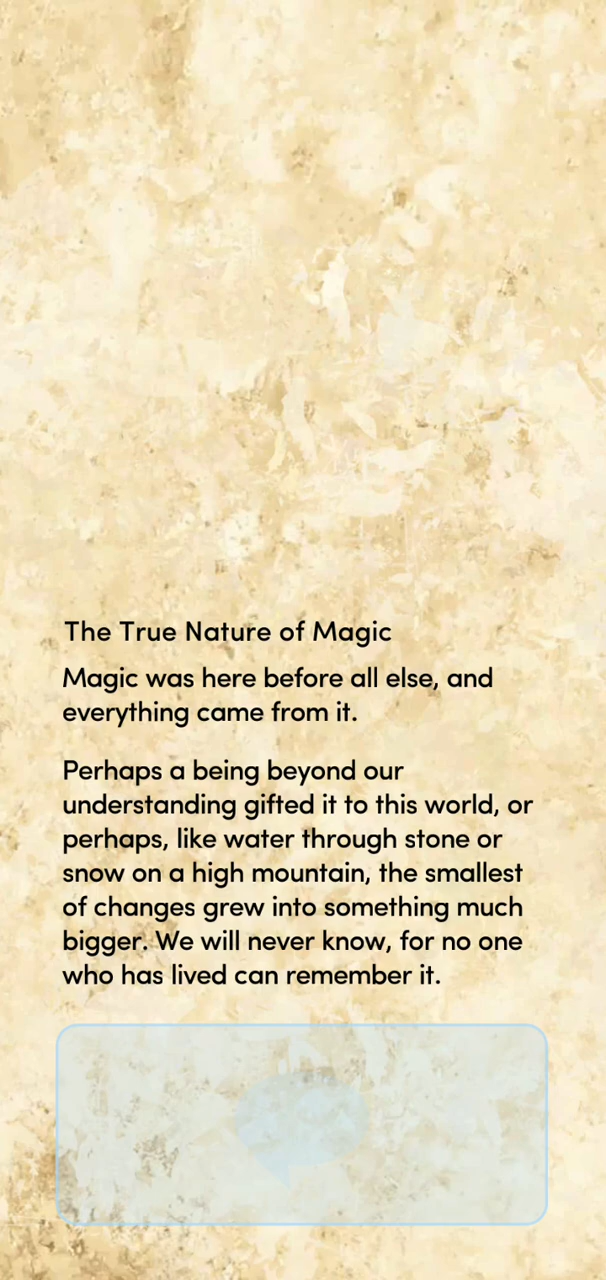 The True Nature of Magic
Magic was here before all else, and
everything came from it.
Perhaps a being beyond our
understanding gifted it to this world, or
perhaps, like water through stone or
snow on a high mountain, the smallest
of changes grew into something much
bigger. We will never know, for no one
who has lived can remember it.